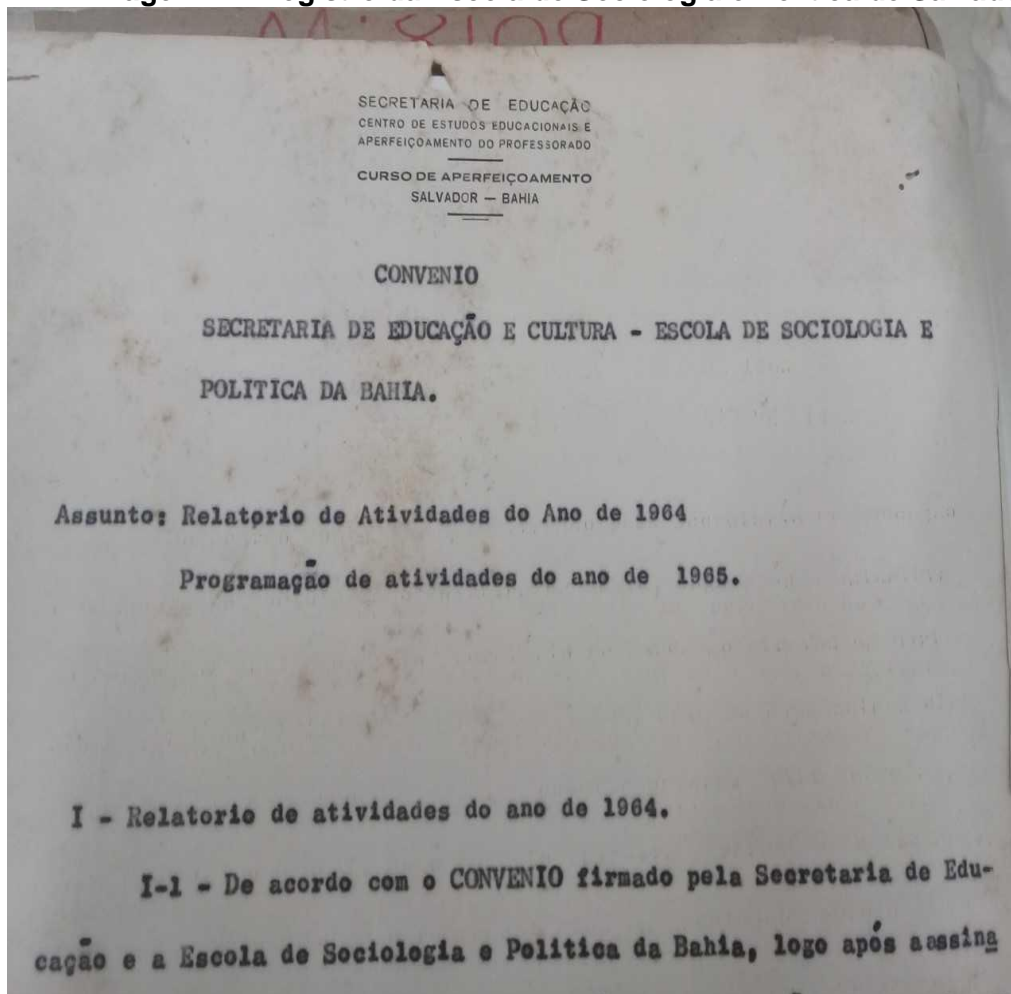 SECRETARIA DE EDUCAÇÃO
CENTRO DE ESTUDOS EDUCACIONAIS E
APERFEIÇOAMENTO DO PROFESSORADO
CURSO DE APERFEIÇOAMENTO
SALVADOR — BAHIA
CONVENIO
SECRETARIA DE EDUCAÇÃO E CULTURA - ESCOLA DE SOCIOLOGIA E
POLITICA DA BAHIA.
Assunto: Relatorio de Atividades do Ano de 1964
Programação de atividades do ano de 1965.
I - Relatorio de atividades do ano de 1964.
I-1 - De acordo com o CONVENIO firmado pela Secretaria de Edu-
cação e a Escola de Sociologia e Politica da Bahia, logo após a assina